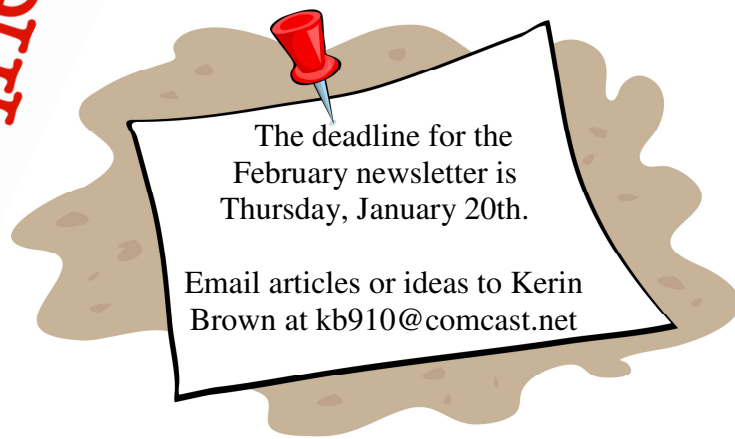 The deadline for the
February newsletter is
Thursday, January 20th.
Email articles or ideas to Kerin
Brown at kb910@comcast.net